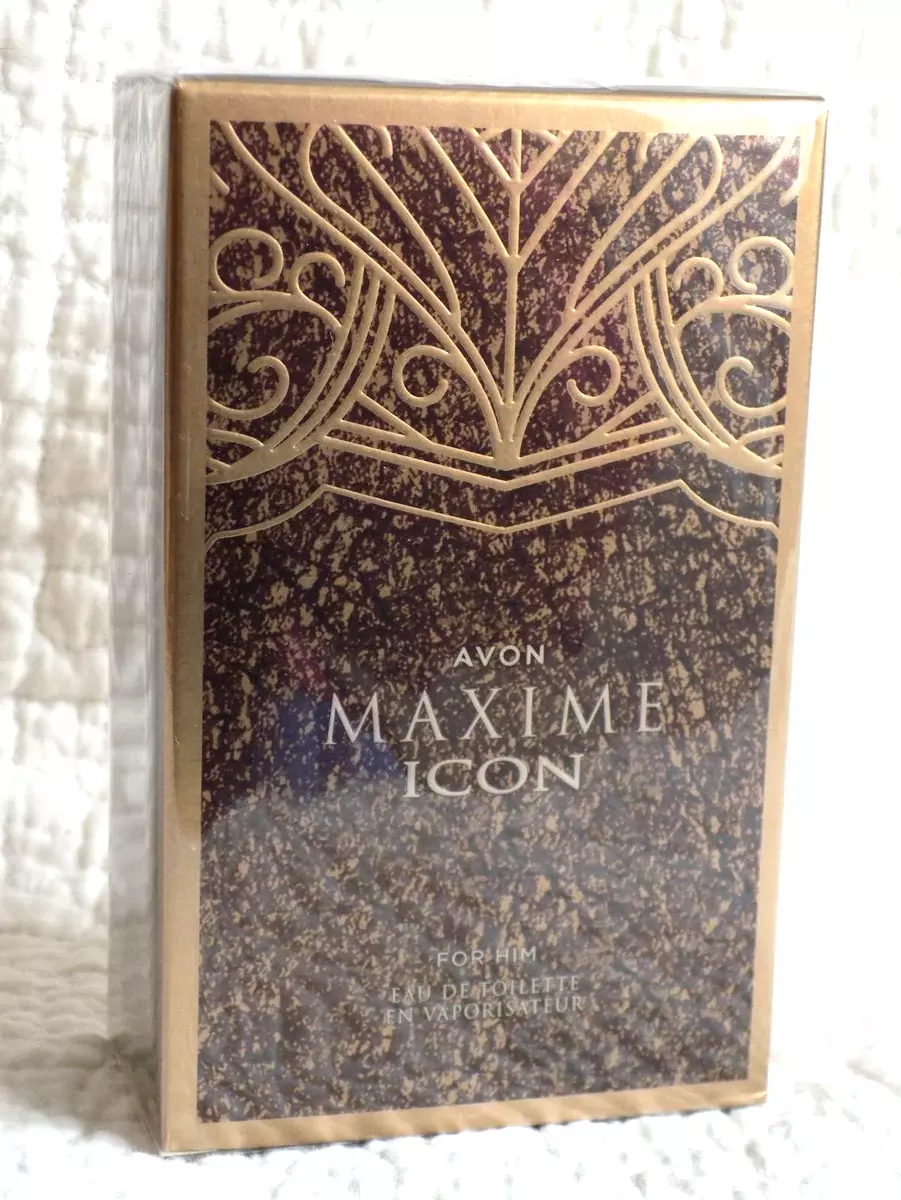 AVON
MAXIME
ICON
FOR HIM
EAU DE TOILETTE
EN VAPORISATEUR